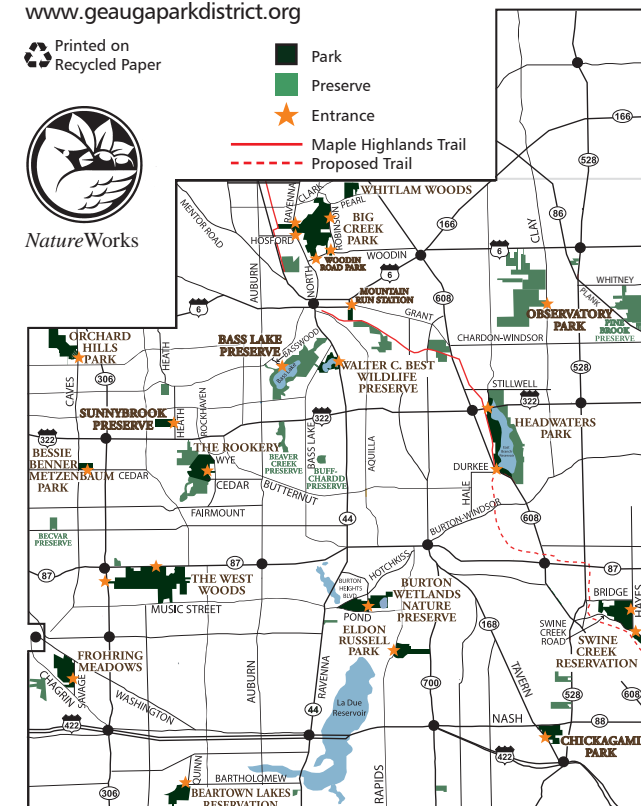 www.geaugaparkdistrict.org
Printed on
Recycled Paper
Park
Preserve
Entrance
Maple Highlands Trail
Proposed Trail
NatureWorks
166
528
MENTOR ROAD
RAVENNA
CLARK
PEARL
WHITLAM WOODS
BIG
CREEK
PARK
HOSFORD
ROBINSON
WOODIN
ROAD PARK
WOODIN
166
86
CLAY
6
6
6
AUBURN
NORTH
MOUNTAIN
RUN STATION
608
GRANT
WHITNEY
PLANK
OBSERVATORY
PARK
PINE
BROOK
PRESERVE
CHARDON-WINDSOR
ORCHARD
HILLS
PARK
HEATH
BASS LAKE
PRESERVE
BASSWOOD
Bass Lake
WALTER C. BEST
WILDLIFE
PRESERVE
528
306
CAVES
STILLWELL
322
SUNNYBROOK
PRESERVE
HEATH
ROCKHAVEN
322
HEADWATERS
PARK
322
BESSIE
BENNER
METZENBAUM
PARK
CEDAR
THE ROOKERY
WYE
CEDAR
BEAVER
CREEK
PRESERVE
BASS LAKE
BUFF-
CHARDD
PRESERVE
AQUILLA
DURKEE
HALE
BUTTERNUT
FAIRMOUNT
44
BURTON-WINDSOR
608
BECVAR
PRESERVE
87
87
87
THE WEST
WOODS
MUSIC STREET
HOTCHKISS
BURTON
HEIGHTS
BLVD.
BURTON
WETLANDS
NATURE
PRESERVE
POND
ELDON
RUSSELL
PARK
BRIDGE
HAYES
168
SWINE
CREEK
ROAD
SWINE
CREEK
RESERVATION
FROHRING
MEADOWS
CHAGRIN
SAVAGE
WASHINGTON
AUBURN
RAVENNA
700
TAVERN
528
608
La Due
Reservoir
44
NASH
88
422
422
CHICKAGAMI
PARK
QUINN
BARTHOLOMEW
BEARTOWN LAKES
RESERVATION
306
RAPIDS